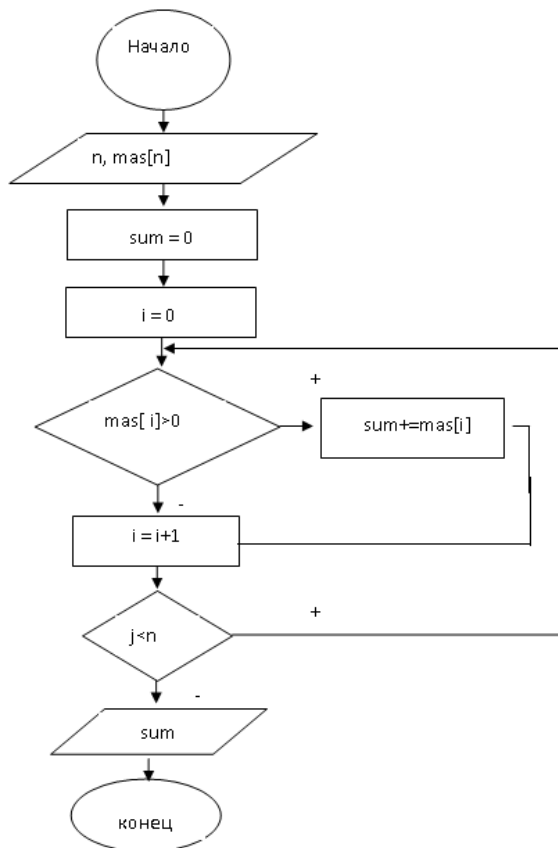 Начало
n, mas[n]
sum = 0
i = 0
+
mas[ i]>0
sum+=mas[i]
-
i = i+1
+
j<n
-
sum
конец